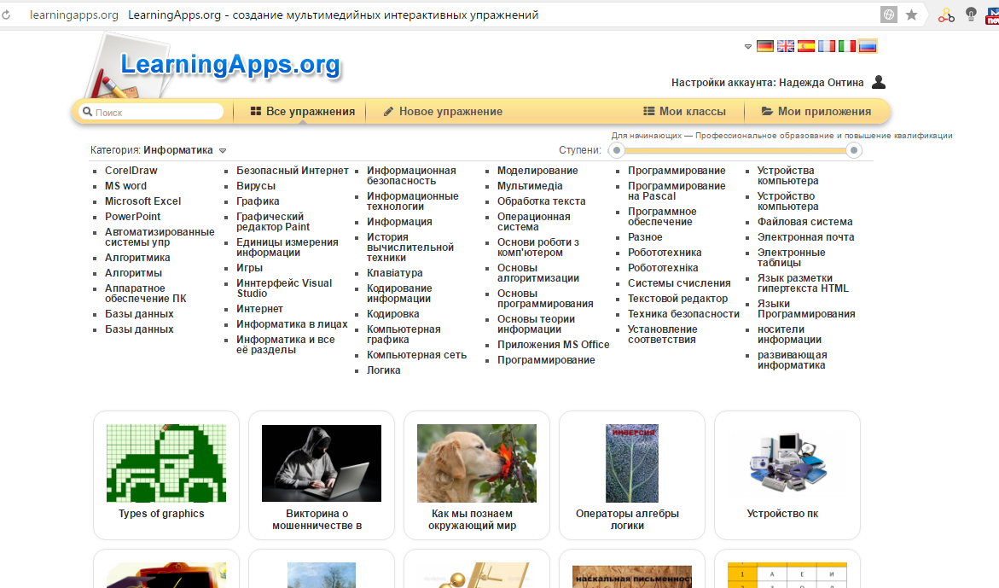 learningapps.org LearningApps.org - создание мультимедийных интерактивных упражнений
new
LearningApps.org
Настройки аккаунта: Надежда Онтина
Поиск
Все упражнения
Новое упражнение
Мои классы
Мои приложения
Для начинающих — Профессиональное образование и повышение квалификации
Категория: Информатика
Ступени:
CorelDraw
MS word
Microsoft Excel
PowerPoint
Автоматизированные
системы упр
Алгоритмика
Алгоритмы
Аппаратное
обеспечение ПК
Базы данных
Базы данных
Безопасный Интернет
Вирусы
Графика
Графический
редактор Paint
Единицы измерения
информации
Игры
Иннтерфейс Visual
Studio
Интернет
Информатика в лицах
Информатика и все
её разделы
Информационная
безопасность
Информационные
технологии
Информация
История
вычислительной
техники
Клавіатура
Кодирование
информации
Кодировка
Компьютерная
графика
Компьютерная сеть
Логика
Моделирование
Мультимедіа
Обработка текста
Операционная
система
Основи роботи з
комп'ютером
Основы
алгоритмизации
Основы
программирования
Основы теории
информации
Приложения MS Office
Программирование
Программирование
Программирование
на Pascal
Программное
обеспечение
Разное
Робототехника
Робототехніка
Системы счисления
Текстовой редактор
Техника безопасности
Установление
соответствия
Устройства
компьютера
Устройство
компьютера
Файловая система
Электронная почта
Электронные
таблицы
Язык разметки
гипертекста HTML
Языки
Программирования
носители
информации
развивающая
информатика
Types of graphics
Викторина о
мошенничестве в
Как мы познаем
окружающий мир
ИНВЕРСИЯ
Операторы алгебры
логики
Устройство пк
наскальная письменност
1 А Е И